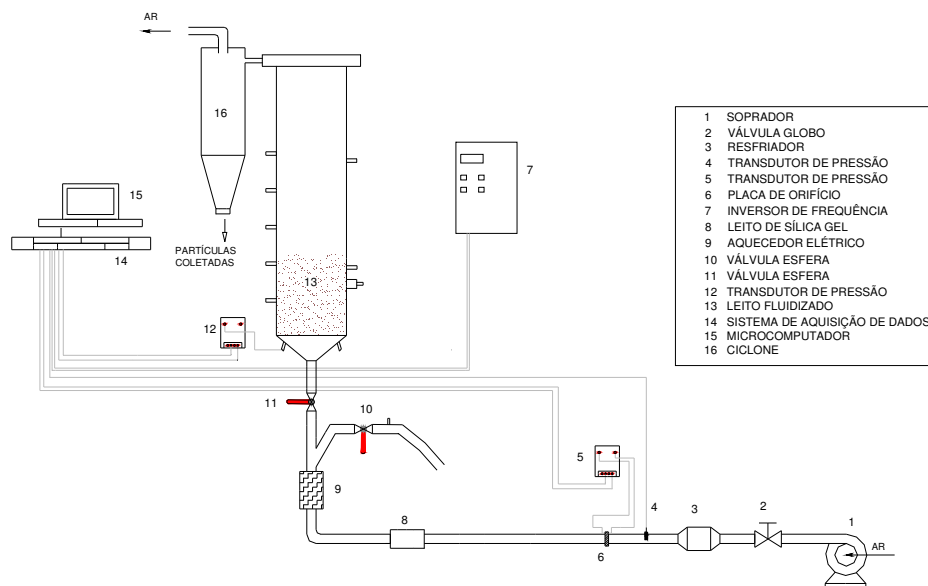 AR
16
15
14
PARTÍCULAS
COLETADAS
13
7
12
11
10
9
8
5
6
4
3
2
1
AR
1 SOPRADOR
2 VÁLVULA GLOBO
3 RESFRIADOR
4 TRANSDUTOR DE PRESSÃO
5 TRANSDUTOR DE PRESSÃO
6 PLACA DE ORIFÍCIO
7 INVERSOR DE FREQUÊNCIA
8 LEITO DE SÍLICA GEL
9 AQUECEDOR ELÉTRICO
10 VÁLVULA ESFERA
11 VÁLVULA ESFERA
12 TRANSDUTOR DE PRESSÃO
13 LEITO FLUIDIZADO
14 SISTEMA DE AQUISIÇÃO DE DADOS
15 MICROCOMPUTADOR
16 CICLONE